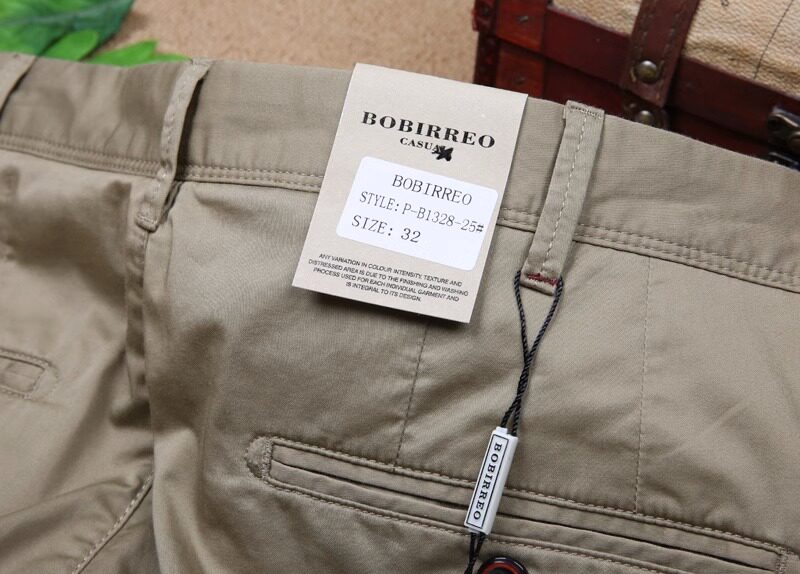 BOBIRREO
CASUAL
BOBIRREO
STYLE: P-B1328-25#
SIZE: 32
ANY VARIATION IN COLOUR INTENSITY, TEXTURE AND
DISTRESSED AREA IS DUE TO THE FINISHING AND WASHING
PROCESS USED FOR EACH INDIVIDUAL GARMENT AND
IS INTEGRAL TO ITS DESIGN.
BOBIRREO